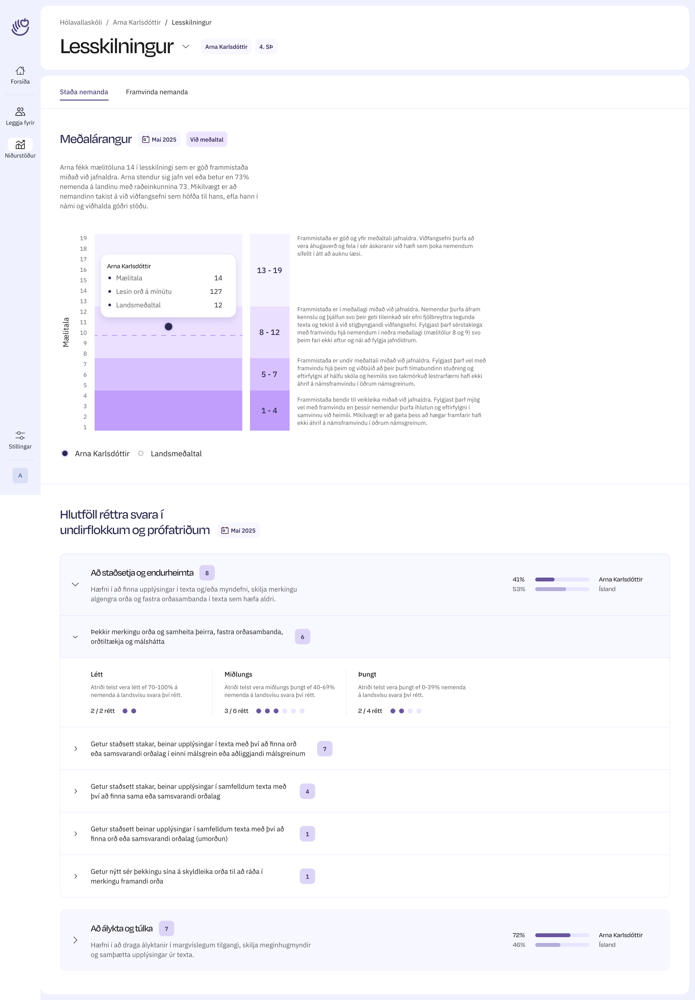 Hólavallaskóli / Arna Karlsdóttir / Lesskilningur
Lesskilningur
Arna Karlsdóttir
4. SÞ
Forsíða
Leggja fyrir
Niðurstöður
Stillingar
A
Staða nemanda
Framvinda nemanda
Meðalárangur
Maí 2025
Við meðaltal
Arna fékk mælitöluna 14 í lesskilningi sem er góð frammistaða
miðað við jafnaldra. Arna stendur sig jafn vel eða betur en 73%
nemenda á landinu með raðeinkunnina 73. Mikilvægt er að
nemandinn takist á við viðfangsefni sem höfða til hans, efla hann í
námi og viðhalda góðri stöðu.
Mælitala
19
18
17
16
15
14
13
12
11
10
9
8
7
6
5
4
3
2
1
Arna Karlsdóttir
Mælitala 14
Lesin orð á mínútu 127
Landsmeðaltal 12
13 - 19
Frammistaða er góð og yfir meðaltali jafnaldra. Viðfangsefni þurfa að
vera áhugaverð og fela í sér áskoranir við hæfi sem þoka nemendum
sífellt í átt að auknu læsi.
8 - 12
Frammistaða er í meðallagi miðað við jafnaldra. Nemendur þurfa áfram
kennslu og þjálfun svo þeir geti tileinkað sér efni fjölbreyttra tegunda
texta og tekist á við stigþyngjandi viðfangsefni. Fylgjast þarf sérstaklega
með framvindu hjá nemendum í neðra meðallagi (mælitölur 8 og 9) svo
þeim fari ekki aftur og nái að fylgja jafnöldrum.
5 - 7
Frammistaða er undir meðaltali miðað við jafnaldra. Fylgjast þarf vel með
framvindu hjá þeim og viðbúið að þeir þurfi tímabundinn stuðning og
eftirfylgni af hálfu skóla og heimilis svo takmörkuð lestrarfærni hafi ekki
áhrif á námsframvindu í öðrum námsgreinum.
1 - 4
Frammistaða bendir til veikleika miðað við jafnaldra. Fylgjast þarf mjög
vel með framvindu en þessir nemendur þurfa íhlutun og eftirfylgni í
samvinnu við heimili. Mikilvægt er að gæta þess að hægar framfarir hafi
ekki áhrif á námsframvindu í öðrum námsgreinum.
Arna Karlsdóttir
Landsmeðaltal
Hlutföll réttra svara í
undirflokkum og prófatriðum
Maí 2025
Að staðsetja og endurheimta 8
Hæfni í að finna upplýsingar í texta og/eða myndefni, skilja merkingu
algengra orða og fastra orðasambanda í texta sem hæfa aldri.
41% Arna Karlsdóttir
53% Ísland
Þekkir merkingu orða og samheita þeirra, fastra orðasambanda,
orðtiltækja og málshátta
6
Létt
Atriði telst vera létt ef 70-100% á
nemenda á landsvísu svara því rétt.
2 / 2 rétt
Miðlungs
Atriði telst vera miðlungs þungt ef 40-69%
nemenda á landsvísu svara því rétt.
3 / 6 rétt
Þungt
Atriði telst vera þungt ef 0-39% nemenda
á landsvísu svara því rétt.
2 / 4 rétt
Getur staðsett stakar, beinar upplýsingar í texta með því að finna orð
eða samsvarandi orðalag í einni málsgrein eða aðliggjandi málsgreinum
7
Getur staðsett stakar, beinar upplýsingar í samfelldum texta með
því að finna sama eða samsvarandi orðalag
4
Getur staðsett beinar upplýsingar í samfelldum texta með því að
finna orð eða samsvarandi orðalag (umorðun)
1
Getur nýtt sér þekkingu sína á skyldleika orða til að ráða í
merkingu framandi orða
1
Að álykta og túlka 7
Hæfni í að draga ályktanir í margvíslegum tilgangi, skilja meginhugmyndir
og samþætta upplýsingar úr texta.
72% Arna Karlsdóttir
46% Ísland